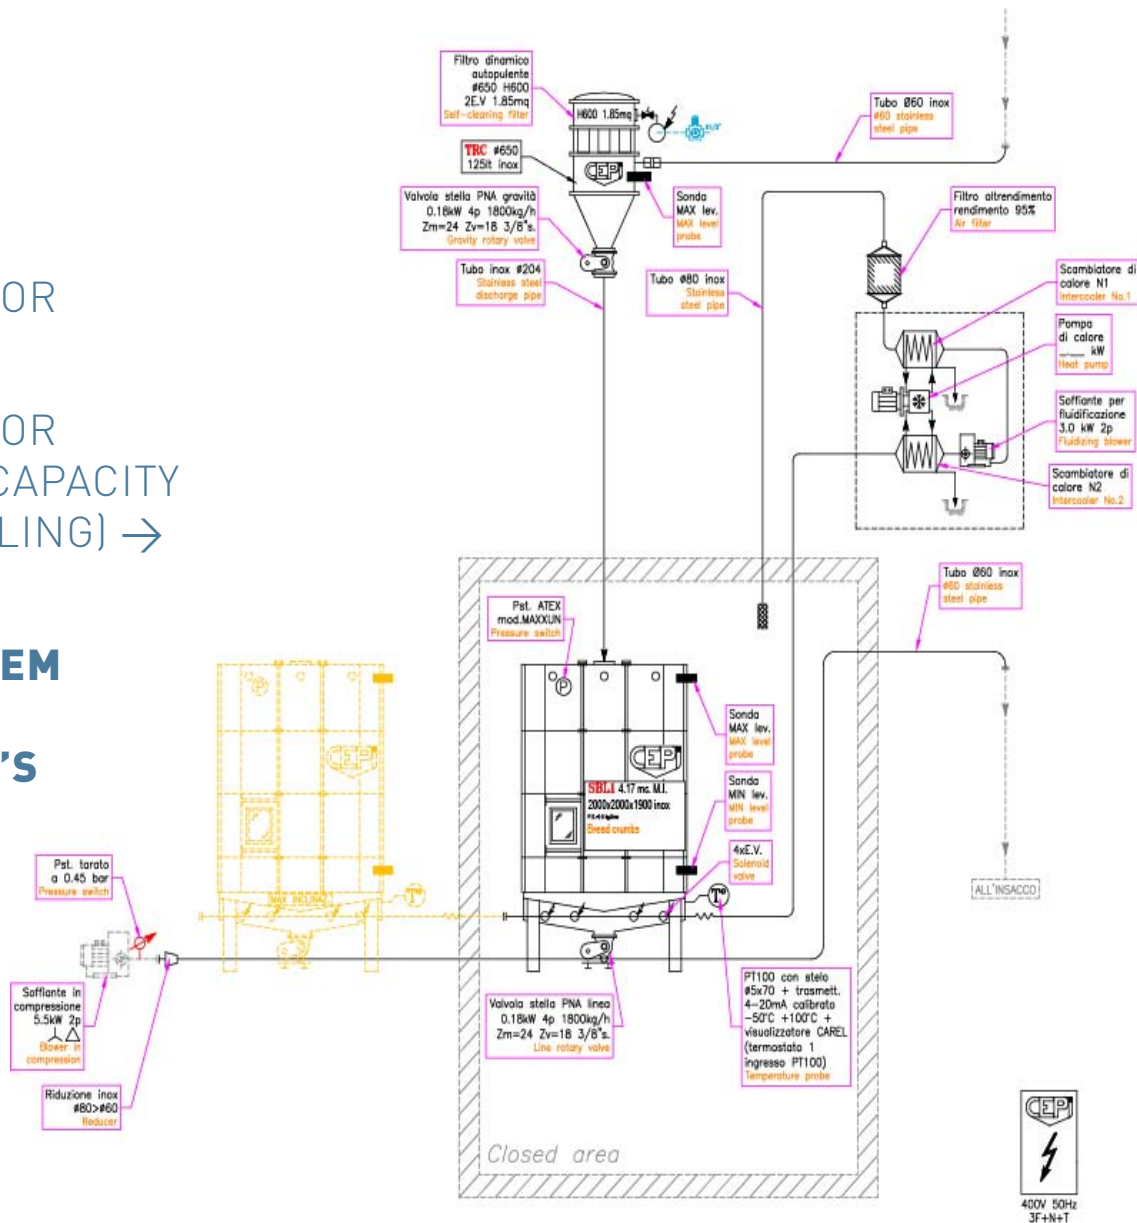 OR
OR
CAPACITY
LING) →
EM
'S
Filtro dinamico
autopulente
ø650 H600
2E.V 1.85mq
Self-cleaning filter
H600 1.85mq
TRC ø650
125lt inox
CEPi
Valvola stella PNA gravità
0.18kW 4p 1800kg/h
Zm=24 Zv=18 3/8"s.
Gravity rotary valve
Tubo inox ø204
Stainless steel
discharge pipe
Sonda
MAX lev.
MAX level
probe
Tubo Ø60 inox
ø60 stainless
steel pipe
Tubo Ø80 inox
Stainless
steel pipe
Filtro altrendimento
rendimento 95%
Air filter
Scambiatore di
calore N1
Intercooler No.1
Pompa
di calore
____ kW
Heat pump
Soffiante per
fluidificazione
3.0 kW 2p
Fluidizing blower
Scambiatore di
calore N2
Intercooler No.2
Tubo Ø60 inox
ø60 stainless
steel pipe
Pst. ATEX
mod.MAXXUN
Pressure switch
P
P
CEPi
CEPi
SBLI 4.17 mc. M.I.
2000x2000x1900 inox
Bread crumbs
Sonda
MAX lev.
MAX level
probe
Sonda
MIN lev.
MIN level
probe
4xE.V.
Solenoid
valve
T°
T°
MAX INCLINAZ
ALL'INSACCO
Pst. tarato
a 0.45 bar
Pressure switch
Soffiante in
compressione
5.5kW 2p
Blower in
compression
Riduzione inox
ø80>ø60
Reducer
Valvola stella PNA linea
0.18kW 4p 1800kg/h
Zm=24 Zv=18 3/8"s.
Line rotary valve
PT100 con stelo
ø5x70 + trasmett.
4-20mA calibrato
-50°C +100°C +
visualizzatore CAREL
(termostato 1
ingresso PT100)
Temperature probe
Closed area
CEPi
400V 50Hz
3F+N+T